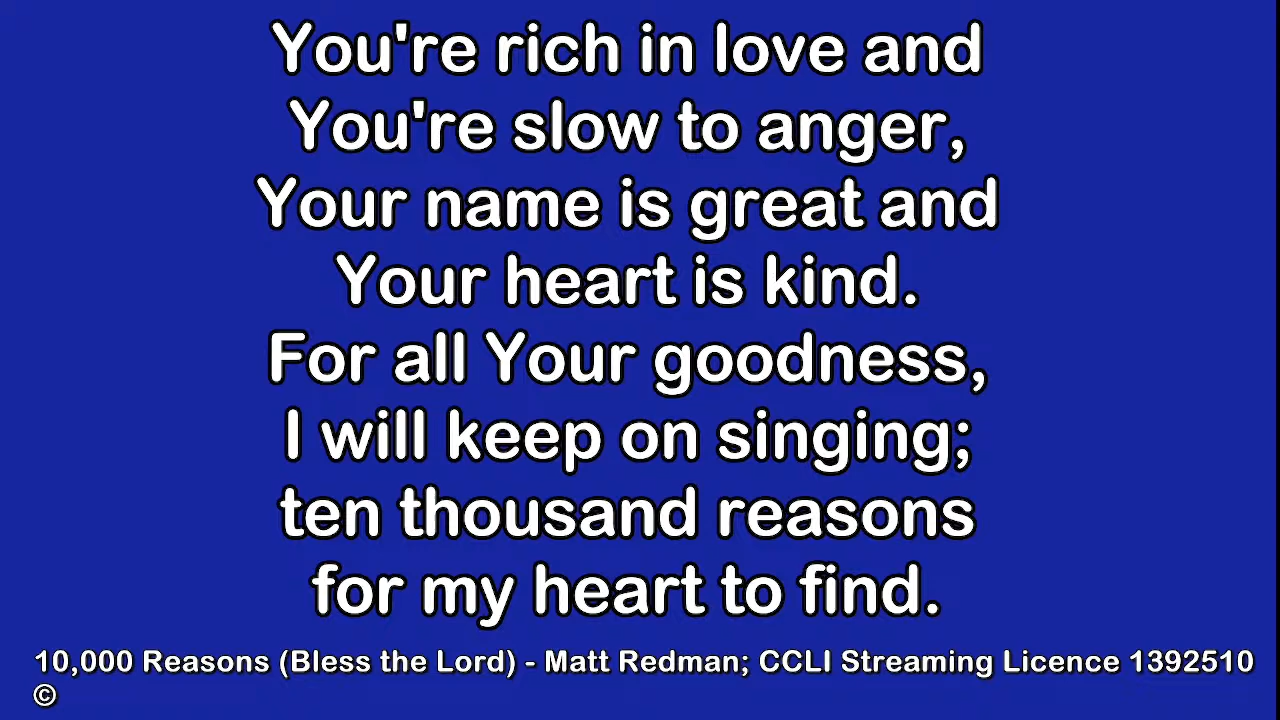 You're rich in love and
You're slow to anger,
Your name is great and
Your heart is kind.
For all Your goodness,
I will keep on singing;
ten thousand reasons
for my heart to find.
10,000 Reasons (Bless the Lord) - Matt Redman; CCLI Streaming Licence 1392510
©